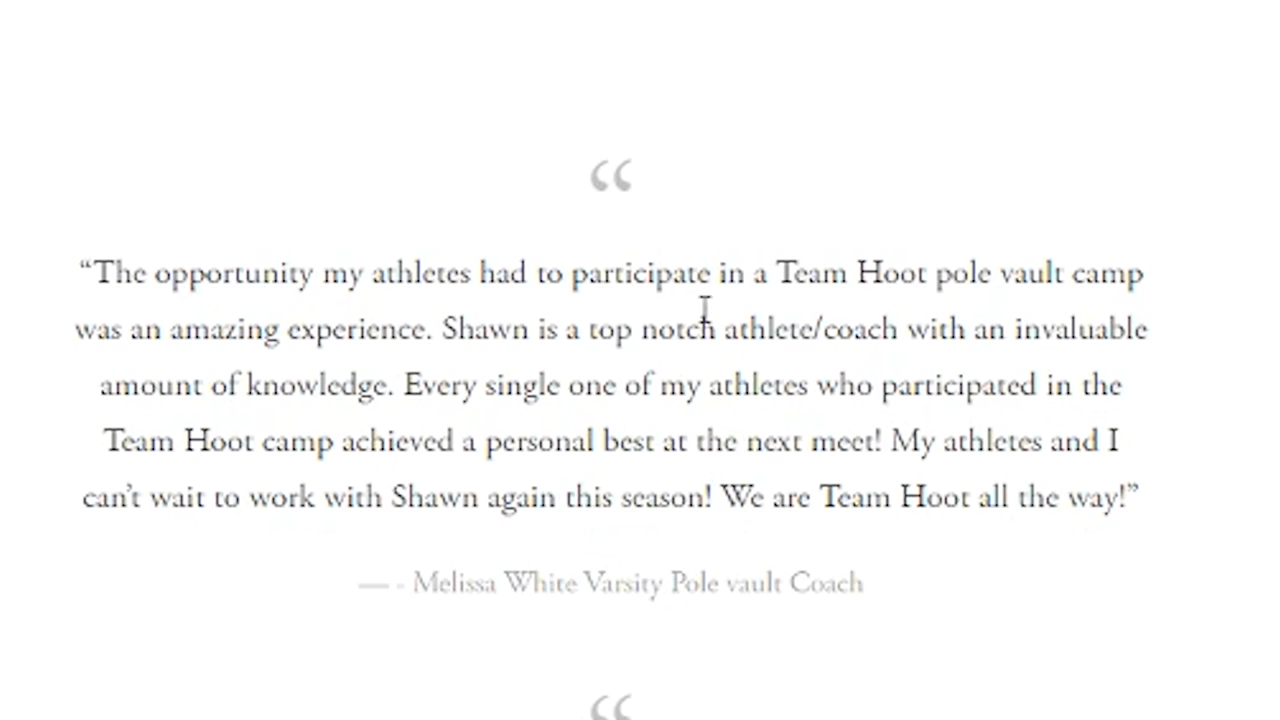 “
“The opportunity my athletes had to participate in a Team Hoot pole vault camp
was an amazing experience. Shawn is a top notch athlete/coach with an invaluable
amount of knowledge. Every single one of my athletes who participated in the
Team Hoot camp achieved a personal best at the next meet! My athletes and I
can’t wait to work with Shawn again this season! We are Team Hoot all the way!”
— - Melissa White Varsity Pole vault Coach
“